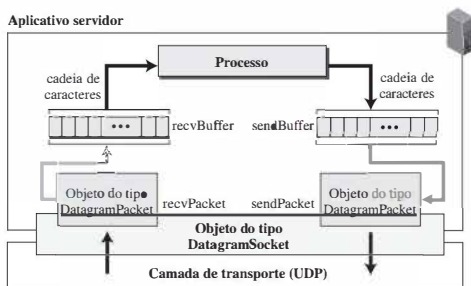 Aplicativo servidor
Processo
cadeia de
caracteres
cadeia de
caracteres
recvBuffer
sendBuffer
Objeto do tipo
DatagramPacket
recvPacket
sendPacket
Objeto do tipo
DatagramPacket
Objeto do tipo
DatagramSocket
Camada de transporte (UDP)